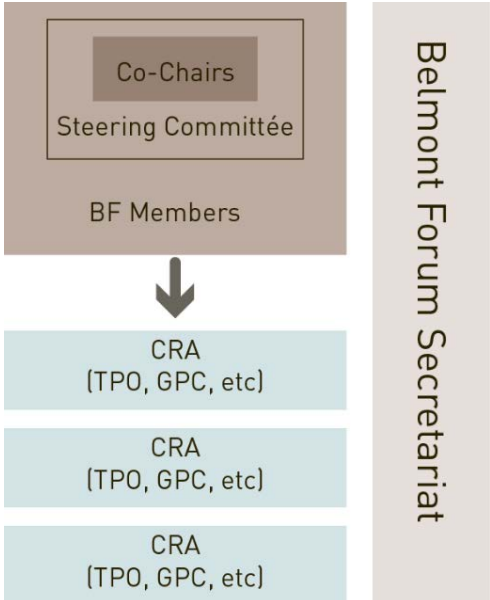 Co-Chairs
Steering Committée
BF Members
CRA
(TPO, GPC, etc)
CRA
(TPO, GPC, etc)
CRA
(TPO, GPC, etc)
Belmont Forum Secretariat